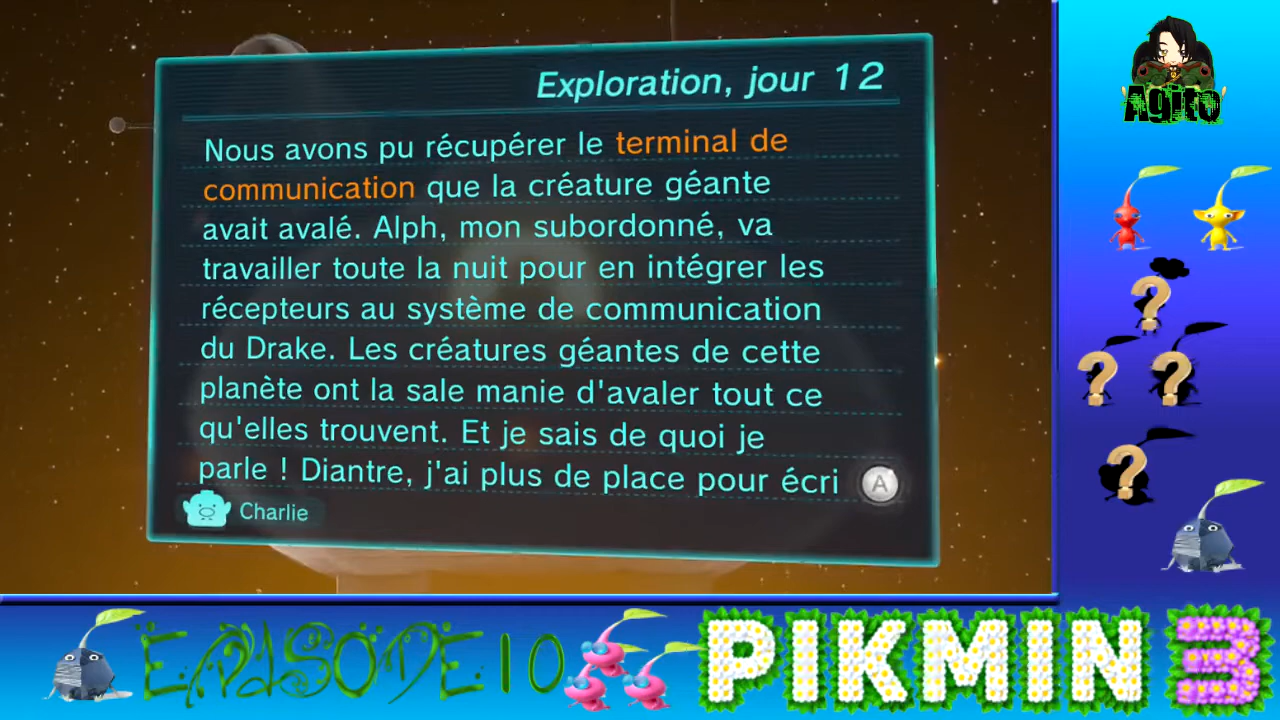 Exploration, jour 12
Nous avons pu récupérer le terminal de
communication que la créature géante
avait avalé. Alph, mon subordonné, va
travailler toute la nuit pour en intégrer les
récepteurs au système de communication
du Drake. Les créatures géantes de cette
planète ont la sale manie d'avaler tout ce
qu'elles trouvent. Et je sais de quoi je
parle ! Diantre, j'ai plus de place pour écri
A
Charlie
Agito
?
? ?
?
EPISODE 10
PIKMIN 3